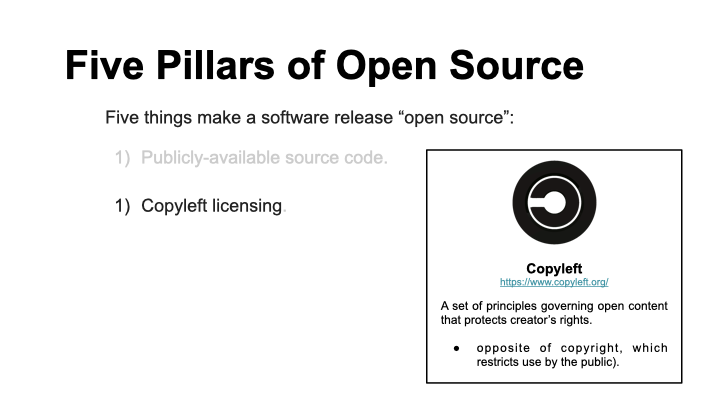 Five Pillars of Open Source
Five things make a software release “open source”:
1) Publicly-available source code.
1) Copyleft licensing.
Copyleft
https://www.copyleft.org/
A set of principles governing open content
that protects creator’s rights.
● opposite of copyright, which
restricts use by the public).